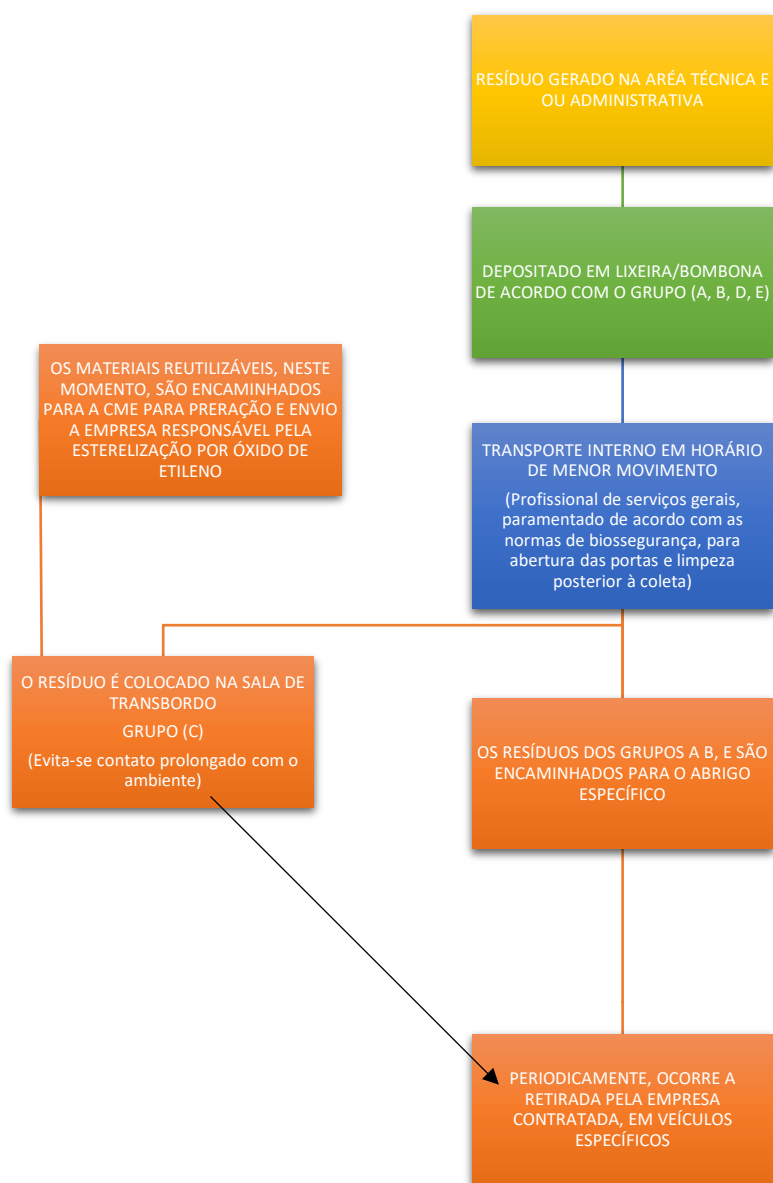 RESÍDUO GERADO NA ARÉA TÉCNICA E
OU ADMINISTRATIVA
DEPOSITADO EM LIXEIRA/BOMBONA
DE ACORDO COM O GRUPO (A, B, D, E)
OS MATERIAIS REUTILIZÁVEIS, NESTE
MOMENTO, SÃO ENCAMINHADOS
PARA A CME PARA PRERAÇÃO E ENVIO
A EMPRESA RESPONSÁVEL PELA
ESTERELIZAÇÃO POR ÓXIDO DE
ETILENO
TRANSPORTE INTERNO EM HORÁRIO
DE MENOR MOVIMENTO
(Profissional de serviços gerais,
paramentado de acordo com as
normas de biossegurança, para
abertura das portas e limpeza
posterior à coleta)
O RESÍDUO É COLOCADO NA SALA DE
TRANSBORDO
GRUPO (C)
(Evita-se contato prolongado com o
ambiente)
OS RESÍDUOS DOS GRUPOS A B, E SÃO
ENCAMINHADOS PARA O ABRIGO
ESPECÍFICO
PERIODICAMENTE, OCORRE A
RETIRADA PELA EMPRESA
CONTRATADA, EM VEÍCULOS
ESPECÍFICOS